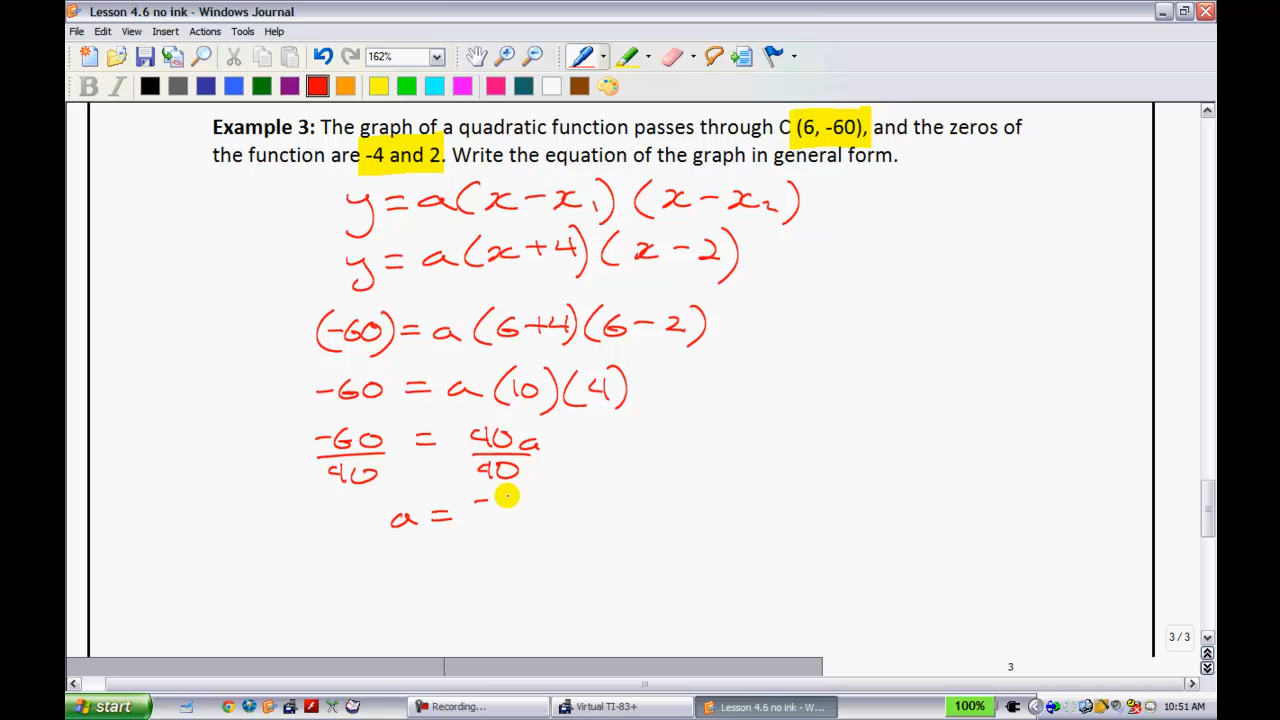 Lesson 4.6 no ink - Windows Journal
File Edit View Insert Actions Tools Help
162%
B I
Example 3: The graph of a quadratic function passes through C (6, -60), and the zeros of
the function are -4 and 2. Write the equation of the graph in general form.
y = a(x - x₁)(x - x₂)
y = a(x+4)(x - 2)
(-60) = a(6+4)(6 - 2)
-60 = a(10)(4)
-60/40 = 40a/40
a = -
3/3
3
start
Recording...
Virtual TI-83+
Lesson 4.6 no ink - W...
100%
10:51 AM